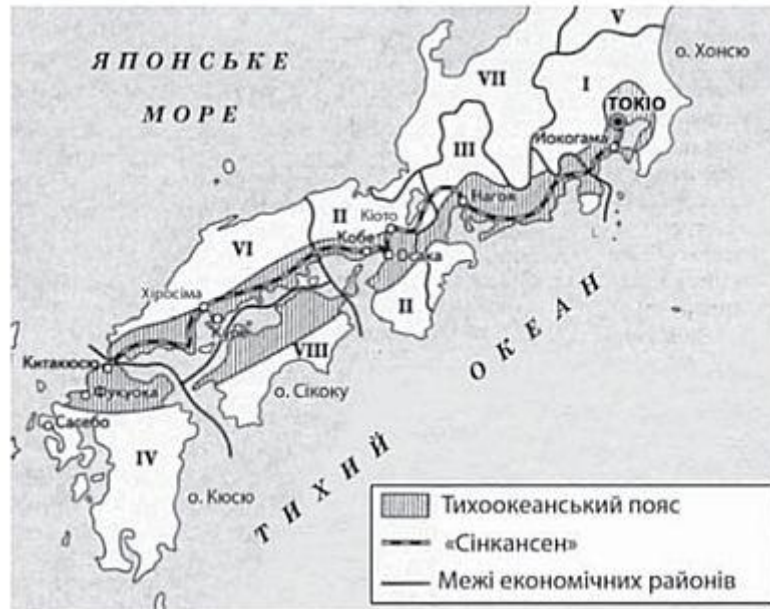 ЯПОНСЬКЕ
МОРЕ
V
о. Хонсю
VII
I
ТОКІО
Йокогама
III
Нагоя
II
Кіото
Кобе
Осака
VI
Хіросіма
II
VIII
Китакюсю
Фукуока
о. Сікоку
Сасебо
IV
о. Кюсю
ТИХИЙ
ОКЕАН
Тихоокеанський пояс
«Сінкансен»
Межі економічних районів